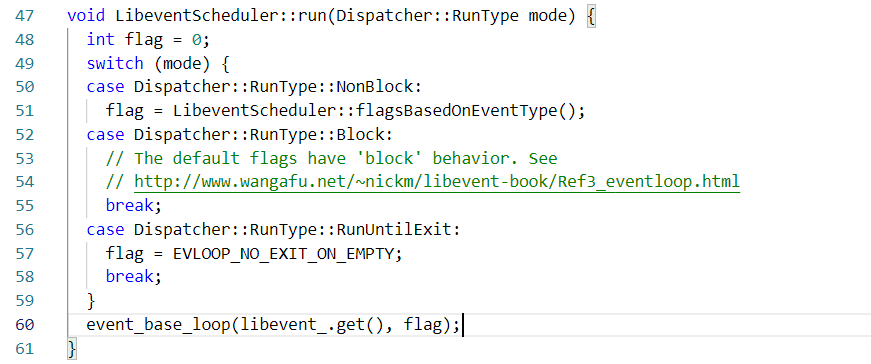 47 void LibeventScheduler::run(Dispatcher::RunType mode) {
48   int flag = 0;
49   switch (mode) {
50   case Dispatcher::RunType::NonBlock:
51     flag = LibeventScheduler::flagsBasedOnEventType();
52   case Dispatcher::RunType::Block:
53     // The default flags have 'block' behavior. See
54     // http://www.wangafu.net/~nickm/libevent-book/Ref3_eventloop.html
55     break;
56   case Dispatcher::RunType::RunUntilExit:
57     flag = EVLOOP_NO_EXIT_ON_EMPTY;
58     break;
59   }
60   event_base_loop(libevent_.get(), flag);
61 }